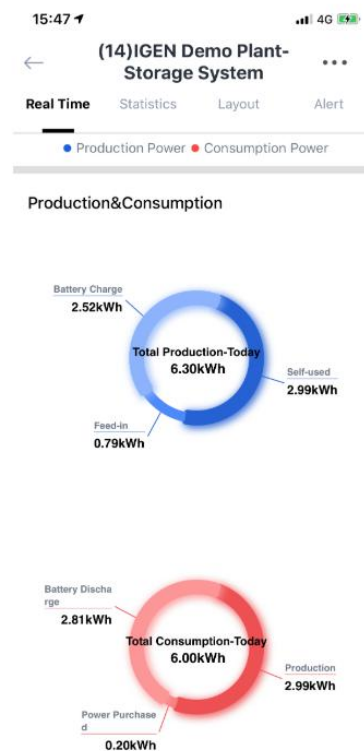 15:47
4G
(14)IGEN Demo Plant-
Storage System
Real Time Statistics Layout Alert
Production Power Consumption Power
Production&Consumption
Battery Charge
2.52kWh
Total Production-Today
6.30kWh
Self-used
2.99kWh
Feed-in
0.79kWh
Battery Discha
rge
2.81kWh
Total Consumption-Today
6.00kWh
Production
2.99kWh
Power Purchase
d
0.20kWh